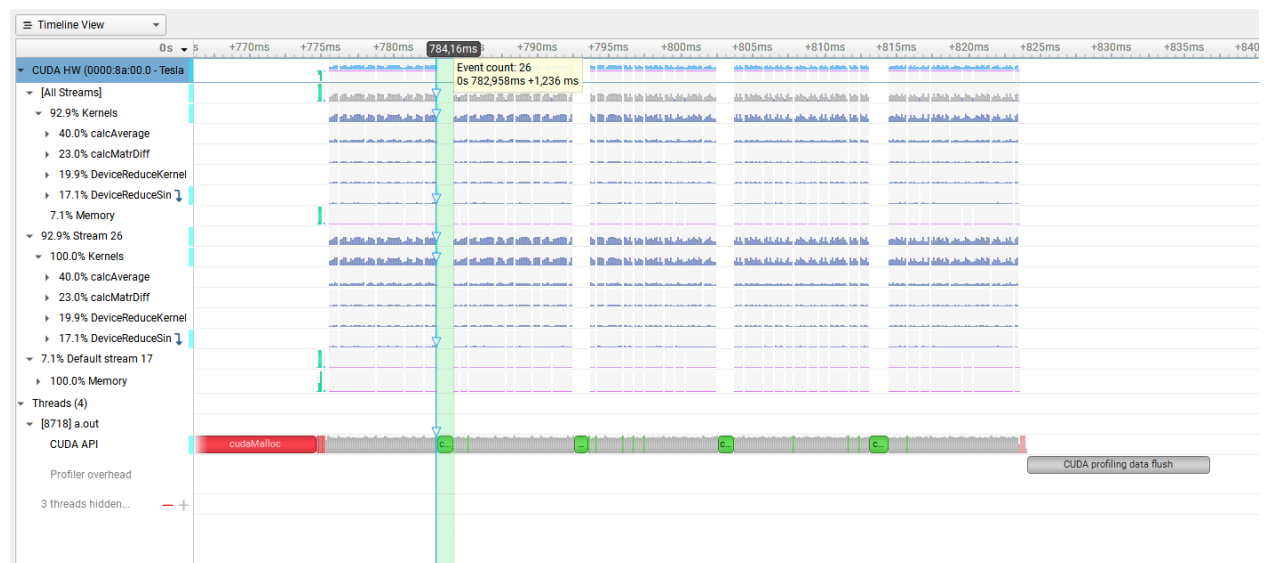 Timeline View
0s
s +770ms +775ms +780ms 784,16ms s +790ms +795ms +800ms +805ms +810ms +815ms +820ms +825ms +830ms +835ms +840
CUDA HW (0000:8a:00.0 - Tesla
Event count: 26
0s 782,958ms +1,236 ms
[All Streams]
92.9% Kernels
40.0% calcAverage
23.0% calcMatrDiff
19.9% DeviceReduceKernel
17.1% DeviceReduceSin
7.1% Memory
92.9% Stream 26
100.0% Kernels
40.0% calcAverage
23.0% calcMatrDiff
19.9% DeviceReduceKernel
17.1% DeviceReduceSin
7.1% Default stream 17
100.0% Memory
Threads (4)
[8718] a.out
CUDA API cudaMalloc c... ... c... c...
Profiler overhead CUDA profiling data flush
3 threads hidden...